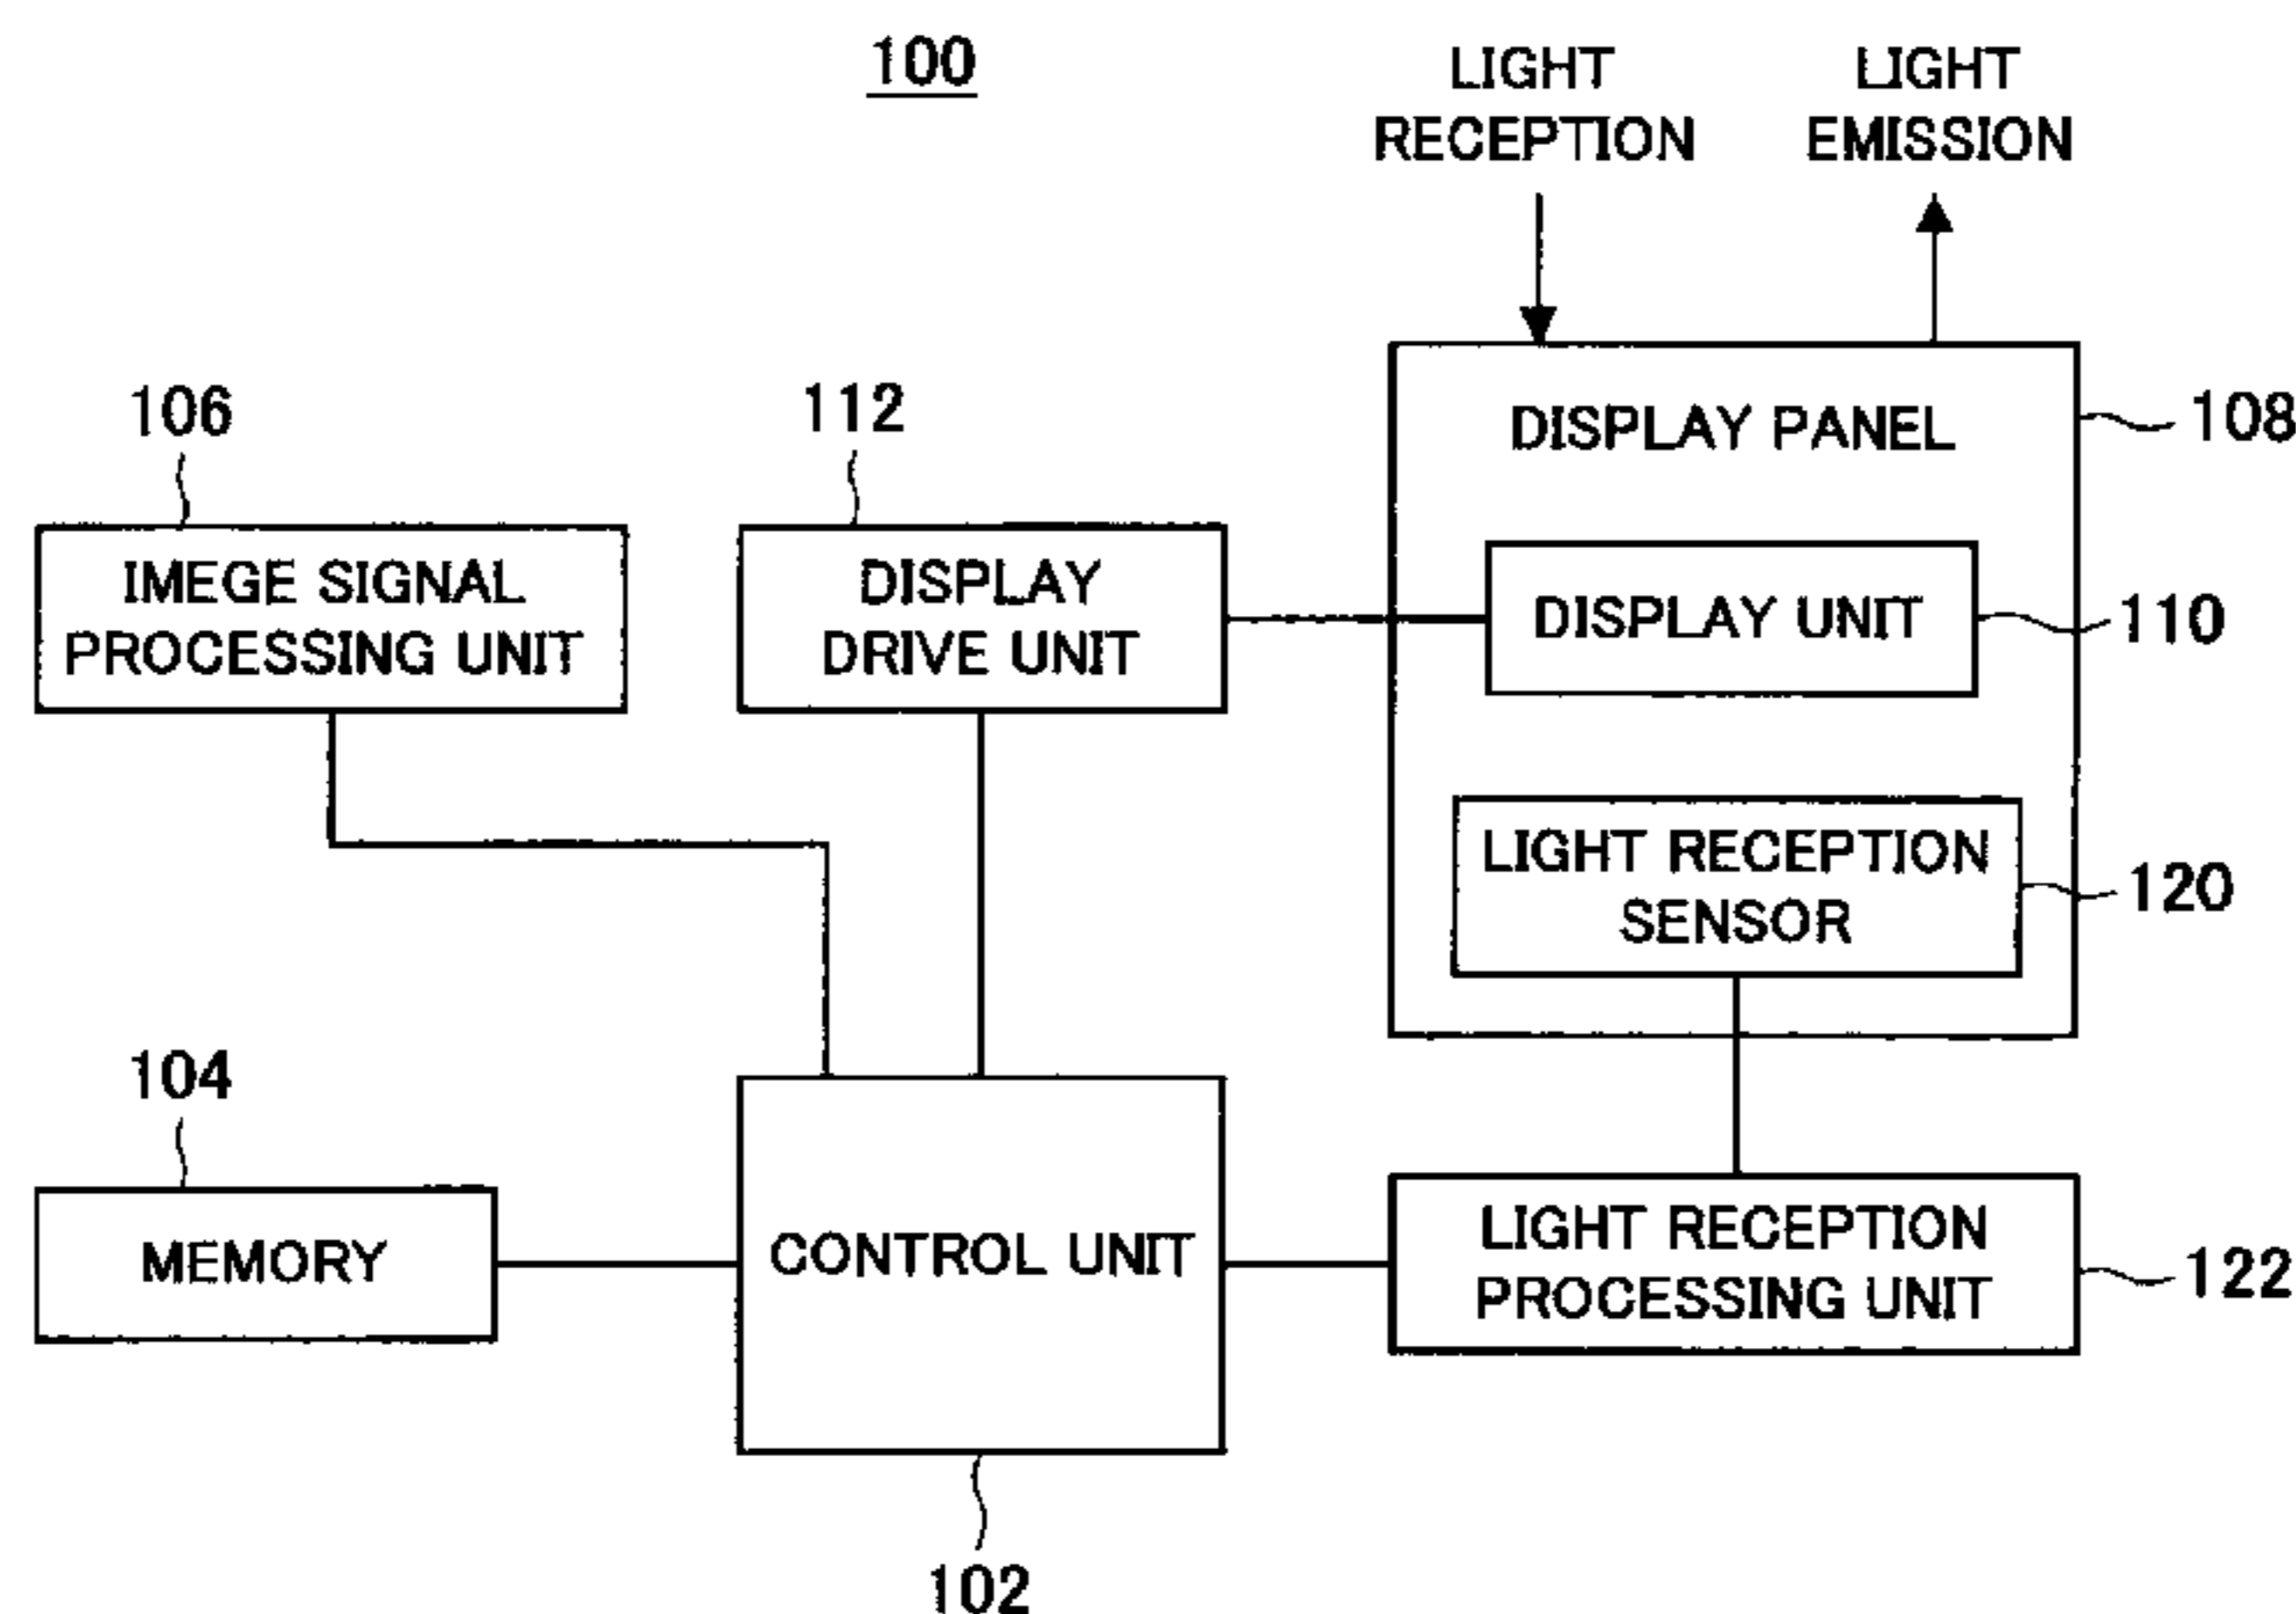 100
LIGHT
RECEPTION
LIGHT
EMISSION
106
112
DISPLAY PANEL
108
IMEGE SIGNAL
PROCESSING UNIT
DISPLAY
DRIVE UNIT
DISPLAY UNIT
110
LIGHT RECEPTION
SENSOR
120
104
MEMORY
CONTROL UNIT
LIGHT RECEPTION
PROCESSING UNIT
122
102